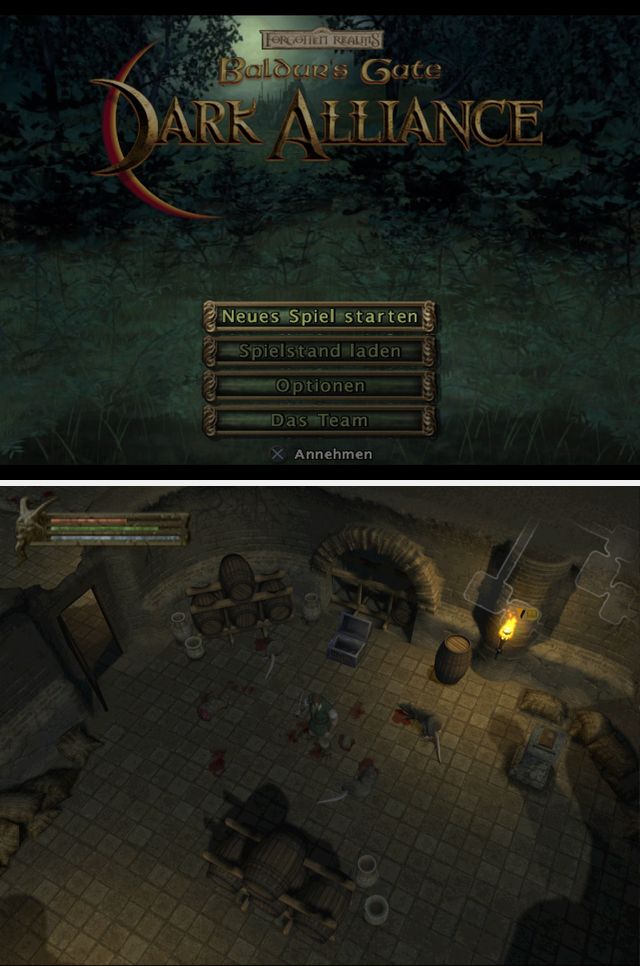 Forgotten Realms
Baldur's Gate
Dark Alliance
Neues Spiel starten
Spielstand laden
Optionen
Das Team
Annehmen